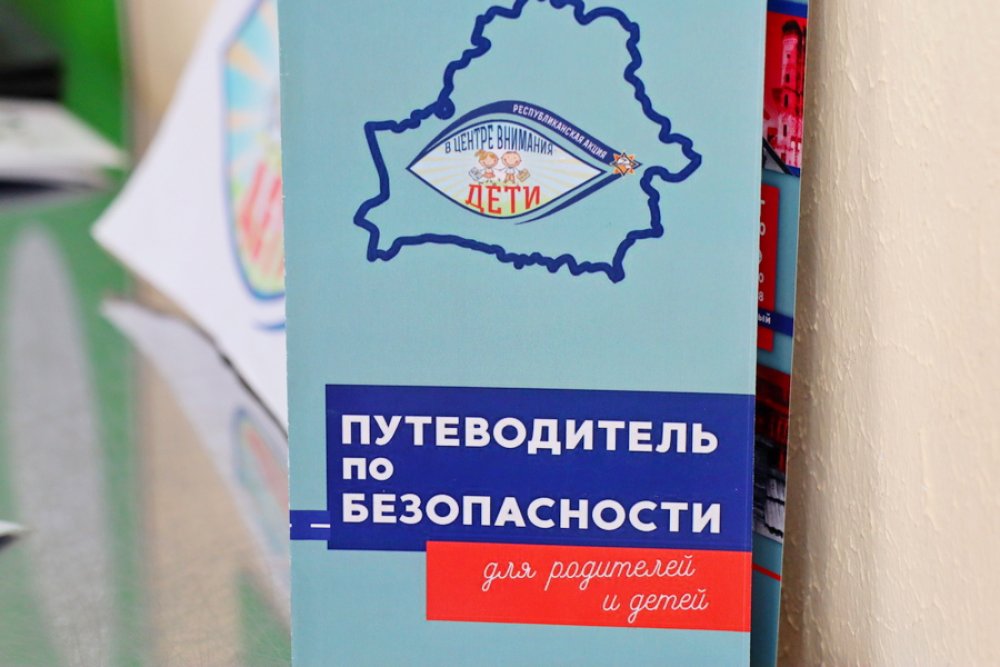 РЕСПУБЛИКАНСКАЯ АКЦИЯ
В ЦЕНТРЕ ВНИМАНИЯ
ДЕТИ
ПУТЕВОДИТЕЛЬ
ПО
БЕЗОПАСНОСТИ
для родителей
и детей